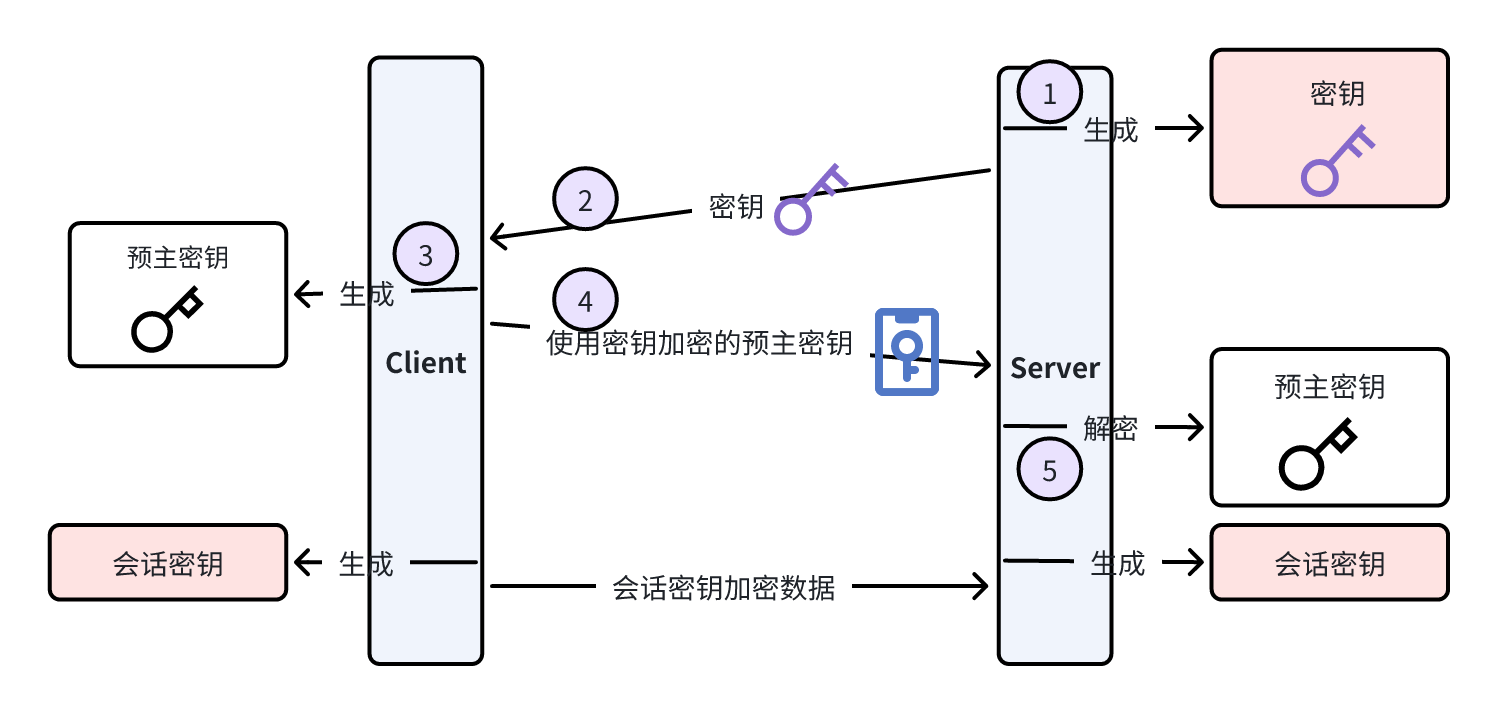 1
密钥
生成
2
密钥
3
预主密钥
生成
4
使用密钥加密的预主密钥
Client
Server
预主密钥
解密
5
会话密钥
生成
会话密钥加密数据
生成
会话密钥